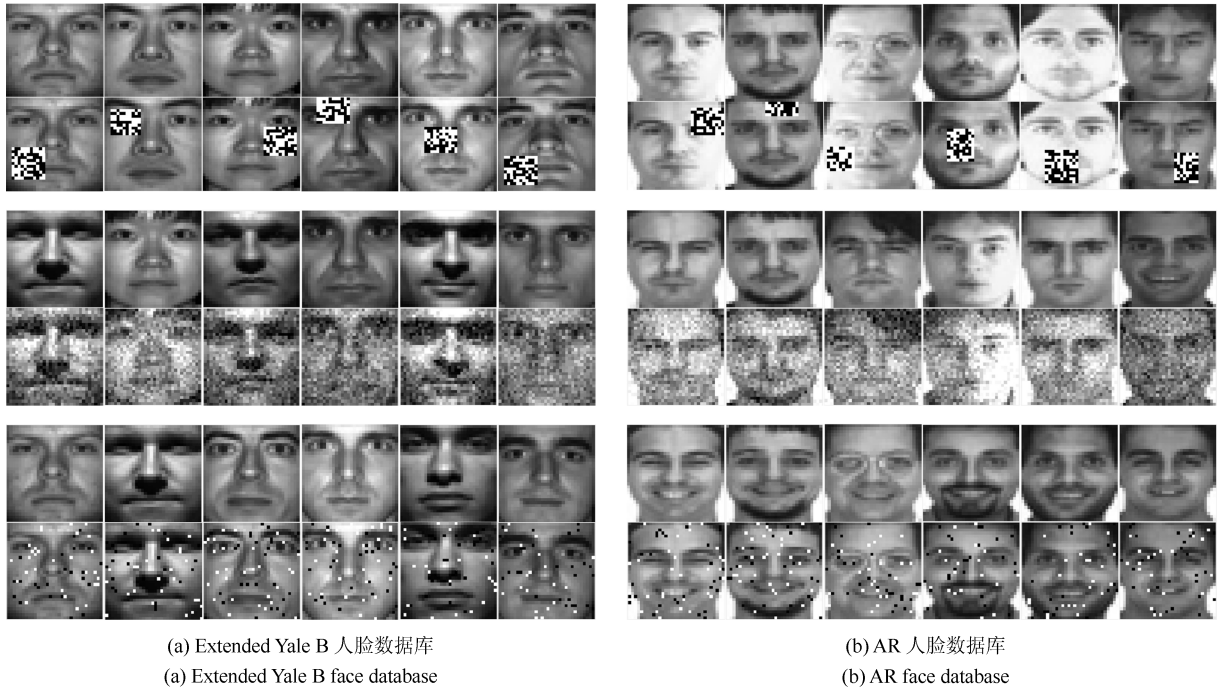 (a) Extended Yale B 人脸数据库
(a) Extended Yale B face database
(b) AR 人脸数据库
(b) AR face database